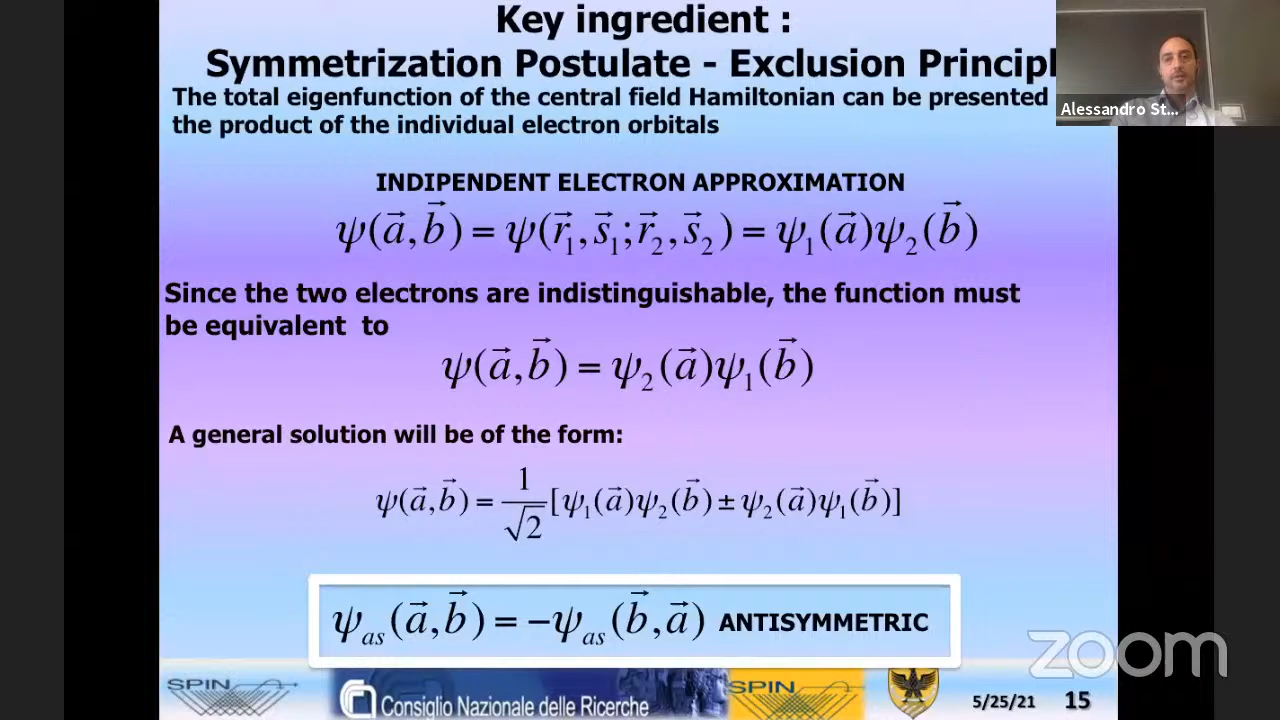 Key ingredient :
Symmetrization Postulate - Exclusion Principl
The total eigenfunction of the central field Hamiltonian can be presented
the product of the individual electron orbitals
Alessandro St...
INDIPENDENT ELECTRON APPROXIMATION
ψ(a⃗,b⃗) = ψ(r⃗₁,s⃗₁;r⃗₂,s⃗₂) = ψ₁(a⃗)ψ₂(b⃗)
Since the two electrons are indistinguishable, the function must
be equivalent to
ψ(a⃗,b⃗) = ψ₂(a⃗)ψ₁(b⃗)
A general solution will be of the form:
ψ(a⃗,b⃗) = 1/√2 [ψ₁(a⃗)ψ₂(b⃗) ± ψ₂(a⃗)ψ₁(b⃗)]
ψ_as(a⃗,b⃗) = −ψ_as(b⃗,a⃗) ANTISYMMETRIC
zoom
SPIN
Consiglio Nazionale delle Ricerche
SPIN
5/25/21 15